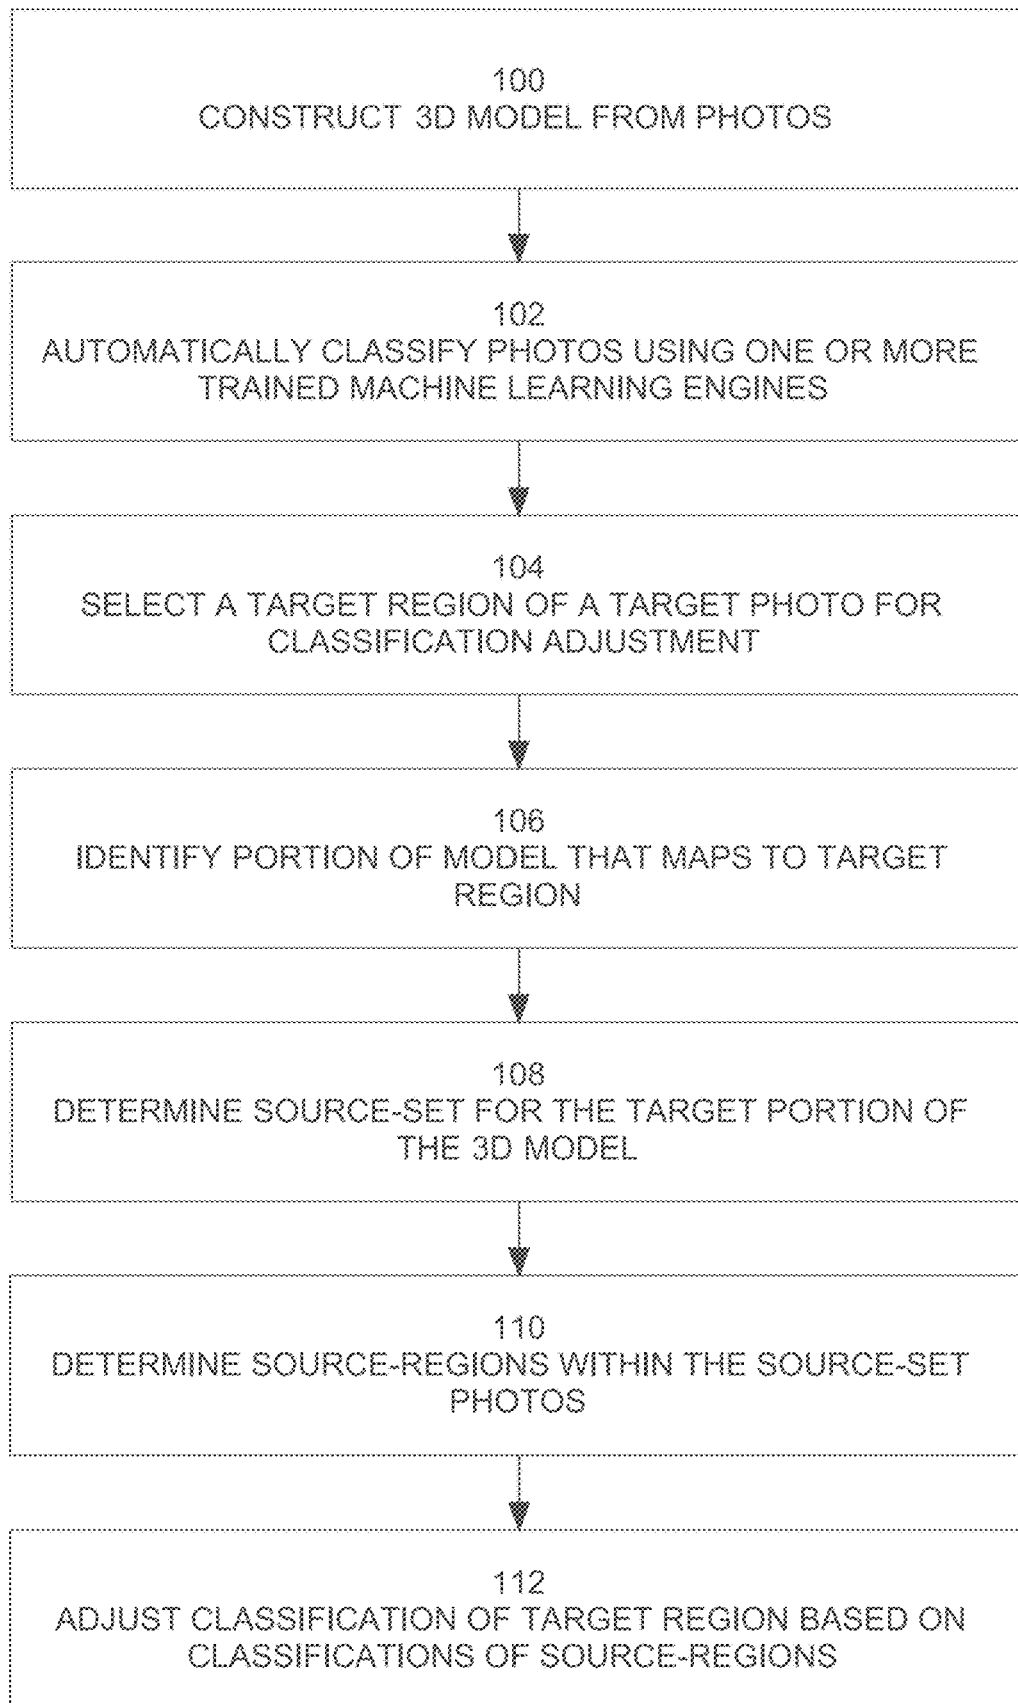 100
CONSTRUCT 3D MODEL FROM PHOTOS
102
AUTOMATICALLY CLASSIFY PHOTOS USING ONE OR MORE
TRAINED MACHINE LEARNING ENGINES
104
SELECT A TARGET REGION OF A TARGET PHOTO FOR
CLASSIFICATION ADJUSTMENT
106
IDENTIFY PORTION OF MODEL THAT MAPS TO TARGET
REGION
108
DETERMINE SOURCE-SET FOR THE TARGET PORTION OF
THE 3D MODEL
110
DETERMINE SOURCE-REGIONS WITHIN THE SOURCE-SET
PHOTOS
112
ADJUST CLASSIFICATION OF TARGET REGION BASED ON
CLASSIFICATIONS OF SOURCE-REGIONS